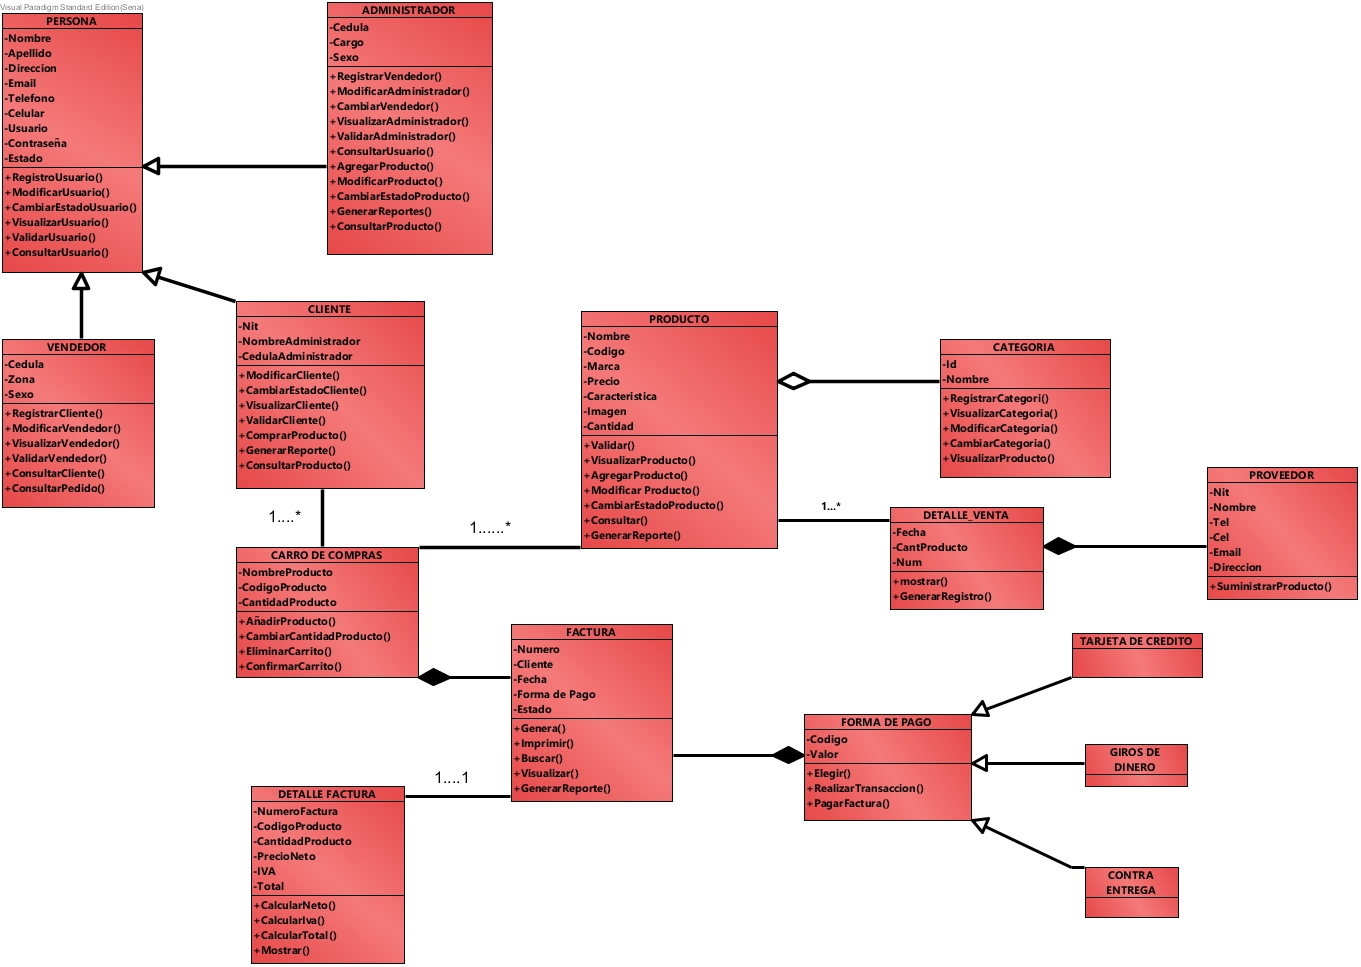 Visual Paradigm Standard Edition(Sena)
PERSONA
-Nombre
-Apellido
-Direccion
-Email
-Telefono
-Celular
-Usuario
-Contraseña
-Estado
+RegistroUsuario()
+ModificarUsuario()
+CambiarEstadoUsuario()
+VisualizarUsuario()
+ValidarUsuario()
+ConsultarUsuario()
ADMINISTRADOR
-Cedula
-Cargo
-Sexo
+RegistrarVendedor()
+ModificarAdministrador()
+CambiarVendedor()
+VisualizarAdministrador()
+ValidarAdministrador()
+ConsultarUsuario()
+AgregarProducto()
+ModificarProducto()
+CambiarEstadoProducto()
+GenerarReportes()
+ConsultarProducto()
VENDEDOR
-Cedula
-Zona
-Sexo
+RegistrarCliente()
+ModificarVendedor()
+VisualizarVendedor()
+ValidarVendedor()
+ConsultarCliente()
+ConsultarPedido()
CLIENTE
-Nit
-NombreAdministrador
-CedulaAdministrador
+ModificarCliente()
+CambiarEstadoCliente()
+VisualizarCliente()
+ValidarCliente()
+ComprarProducto()
+GenerarReporte()
+ConsultarProducto()
PRODUCTO
-Nombre
-Codigo
-Marca
-Precio
-Caracteristica
-Imagen
-Cantidad
+Validar()
+VisualizarProducto()
+AgregarProducto()
+Modificar Producto()
+CambiarEstadoProducto()
+Consultar()
+GenerarReporte()
CATEGORIA
-Id
-Nombre
+RegistrarCategori()
+VisualizarCategoria()
+ModificarCategoria()
+CambiarCategoria()
+VisualizarProducto()
PROVEEDOR
-Nit
-Nombre
-Tel
-Cel
-Email
-Direccion
+SuministrarProducto()
1...*
DETALLE_VENTA
-Fecha
-CantProducto
-Num
+mostrar()
+GenerarRegistro()
1....*
1......*
CARRO DE COMPRAS
-NombreProducto
-CodigoProducto
-CantidadProducto
+AñadirProducto()
+CambiarCantidadProducto()
+EliminarCarrito()
+ConfirmarCarrito()
FACTURA
-Numero
-Cliente
-Fecha
-Forma de Pago
-Estado
+Genera()
+Imprimir()
+Buscar()
+Visualizar()
+GenerarReporte()
TARJETA DE CREDITO
FORMA DE PAGO
-Codigo
-Valor
+Elegir()
+RealizarTransaccion()
+PagarFactura()
GIROS DE
DINERO
CONTRA
ENTREGA
1....1
DETALLE FACTURA
-NumeroFactura
-CodigoProducto
-CantidadProducto
-PrecioNeto
-IVA
-Total
+CalcularNeto()
+CalcularIva()
+CalcularTotal()
+Mostrar()